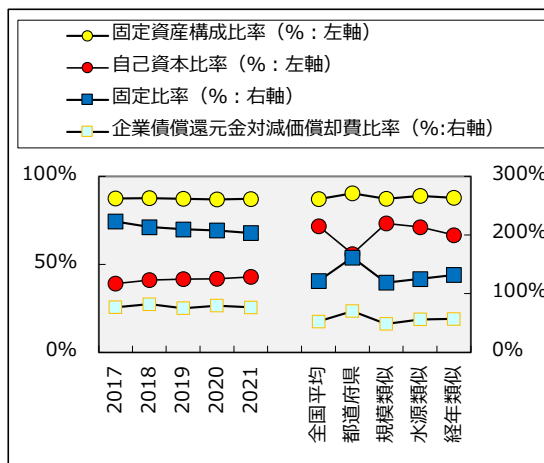 固定資産構成比率（%：左軸）
自己資本比率（%：左軸）
固定比率（%：右軸）
企業債償還元金対減価償却費比率（%:右軸）
100%
50%
0%
300%
200%
100%
0%
2017
2018
2019
2020
2021
全国平均
都道府県
規模類似
水源類似
経年類似